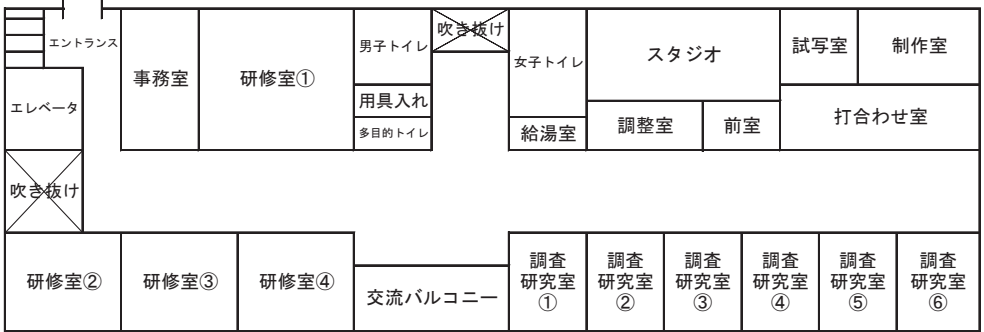 エントランス
男子トイレ
吹き抜け
女子トイレ
スタジオ
試写室
制作室
事務室
研修室①
エレベータ
用具入れ
多目的トイレ
給湯室
調整室
前室
打合わせ室
吹き抜け
研修室②
研修室③
研修室④
交流バルコニー
調査
研究室
①
調査
研究室
②
調査
研究室
③
調査
研究室
④
調査
研究室
⑤
調査
研究室
⑥